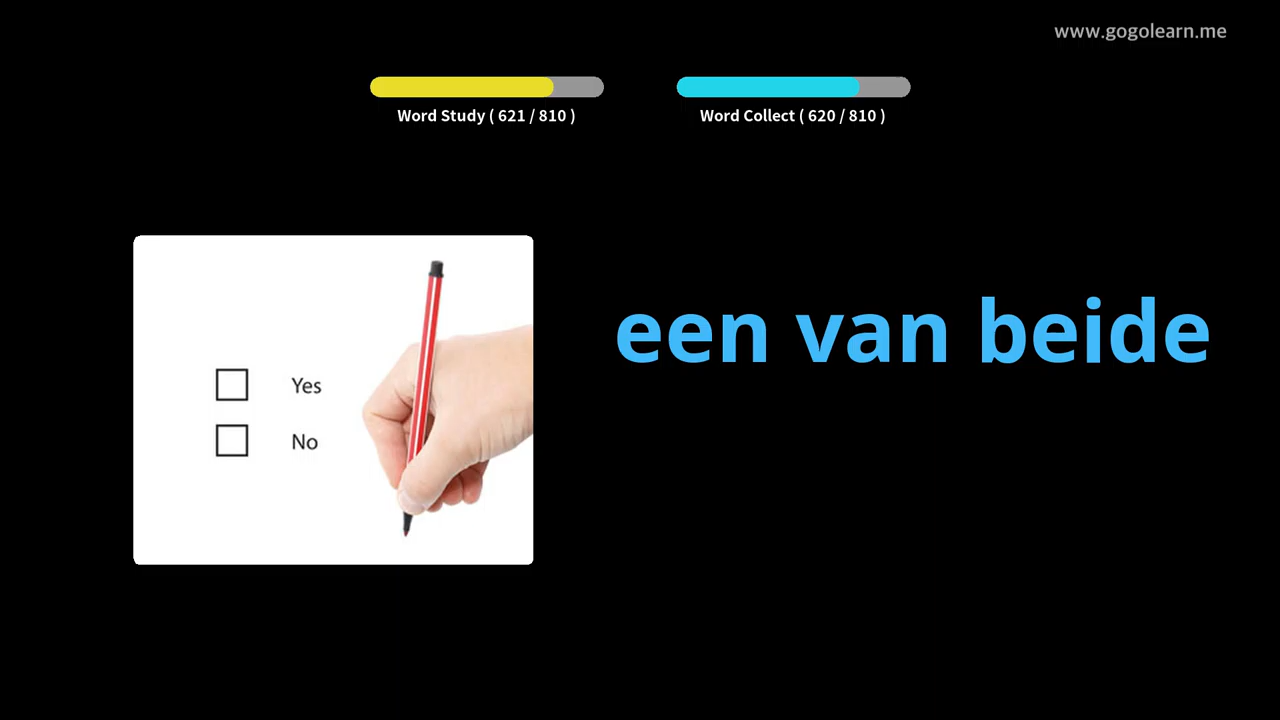 www.gogolearn.me
Word Study ( 621 / 810 )
Word Collect ( 620 / 810 )
een van beide
Yes
No